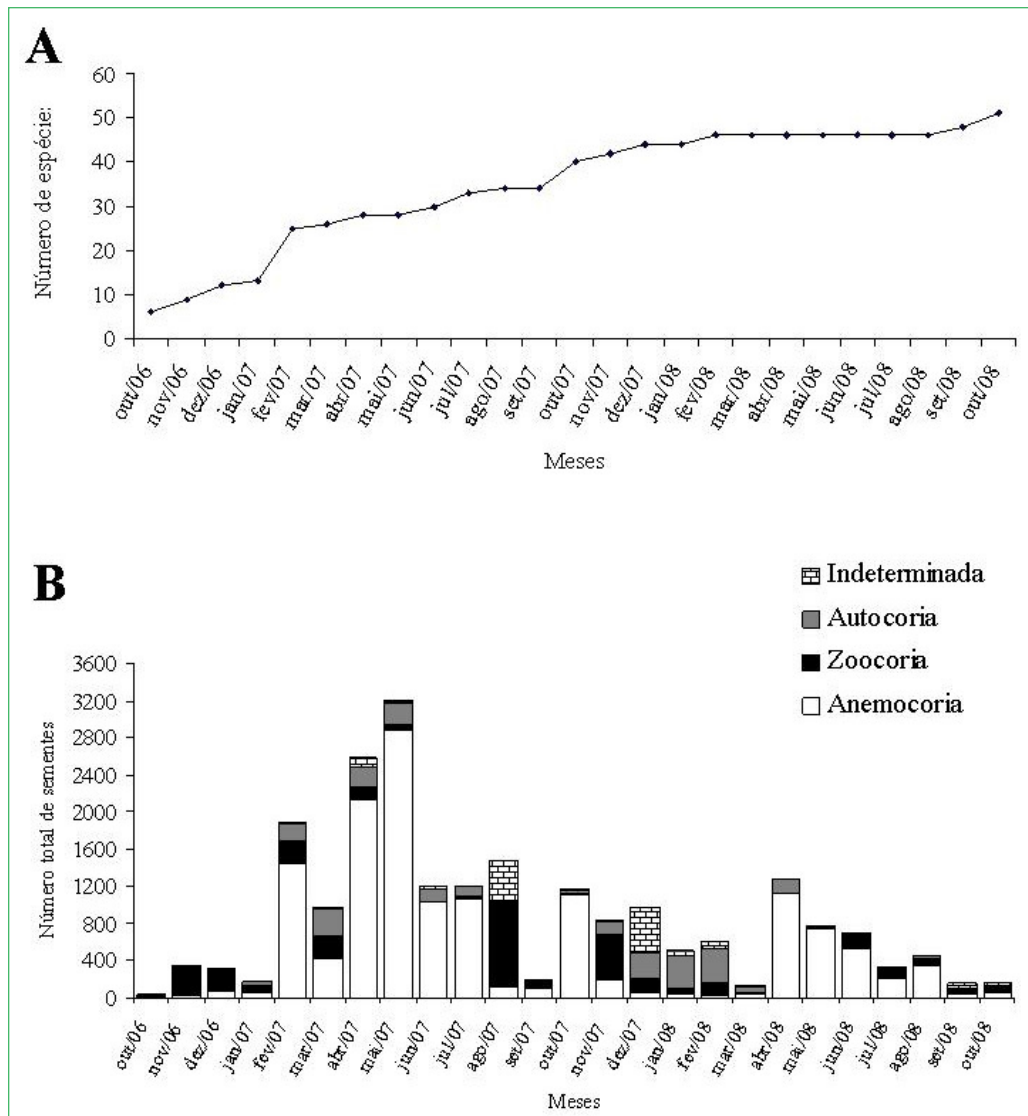 A
Número de espécie:
60
50
40
30
20
10
0
out/06
nov/06
dez/06
jan/07
fev/07
mar/07
abr/07
mai/07
jun/07
jul/07
ago/07
set/07
out/07
nov/07
dez/07
jan/08
fev/08
mar/08
abr/08
mai/08
jun/08
jul/08
ago/08
set/08
out/08
Meses
B
Indeterminada
Autocoria
Zoocoria
Anemocoria
Número total de sementes
3600
3200
2800
2400
2000
1600
1200
800
400
0
out/06
nov/06
dez/06
jan/07
fev/07
mar/07
abr/07
mai/07
jun/07
jul/07
ago/07
set/07
out/07
nov/07
dez/07
jan/08
fev/08
mar/08
abr/08
mai/08
jun/08
jul/08
ago/08
set/08
out/08
Meses